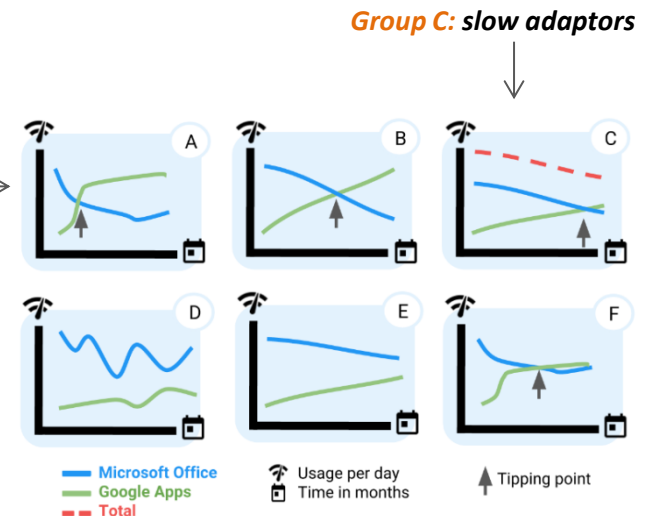 Group C: slow adaptors
A
B
C
D
E
F
Microsoft Office
Google Apps
Total
Usage per day
Time in months
Tipping point